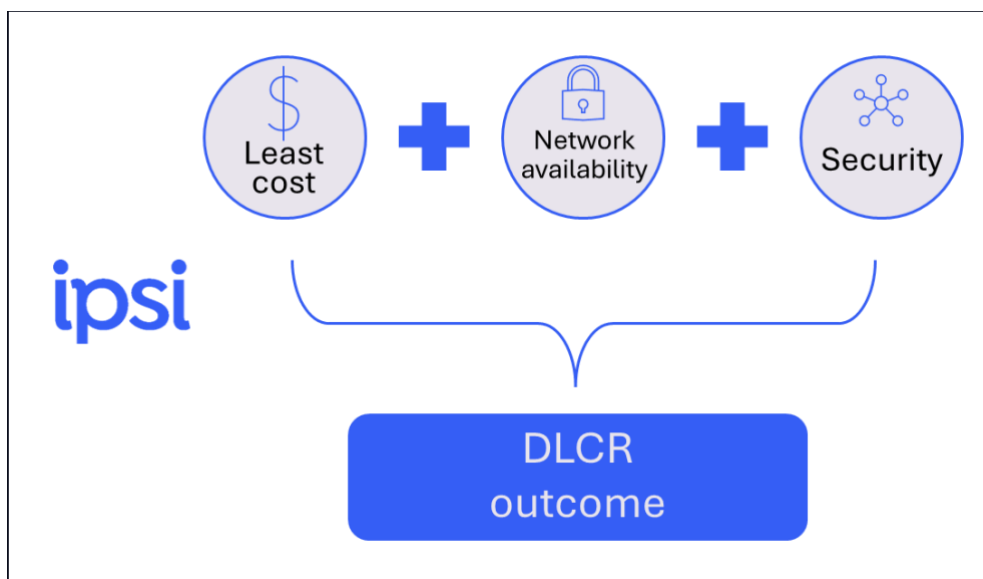 Least
cost
Network
availability
Security
ipsi
DLCR
outcome